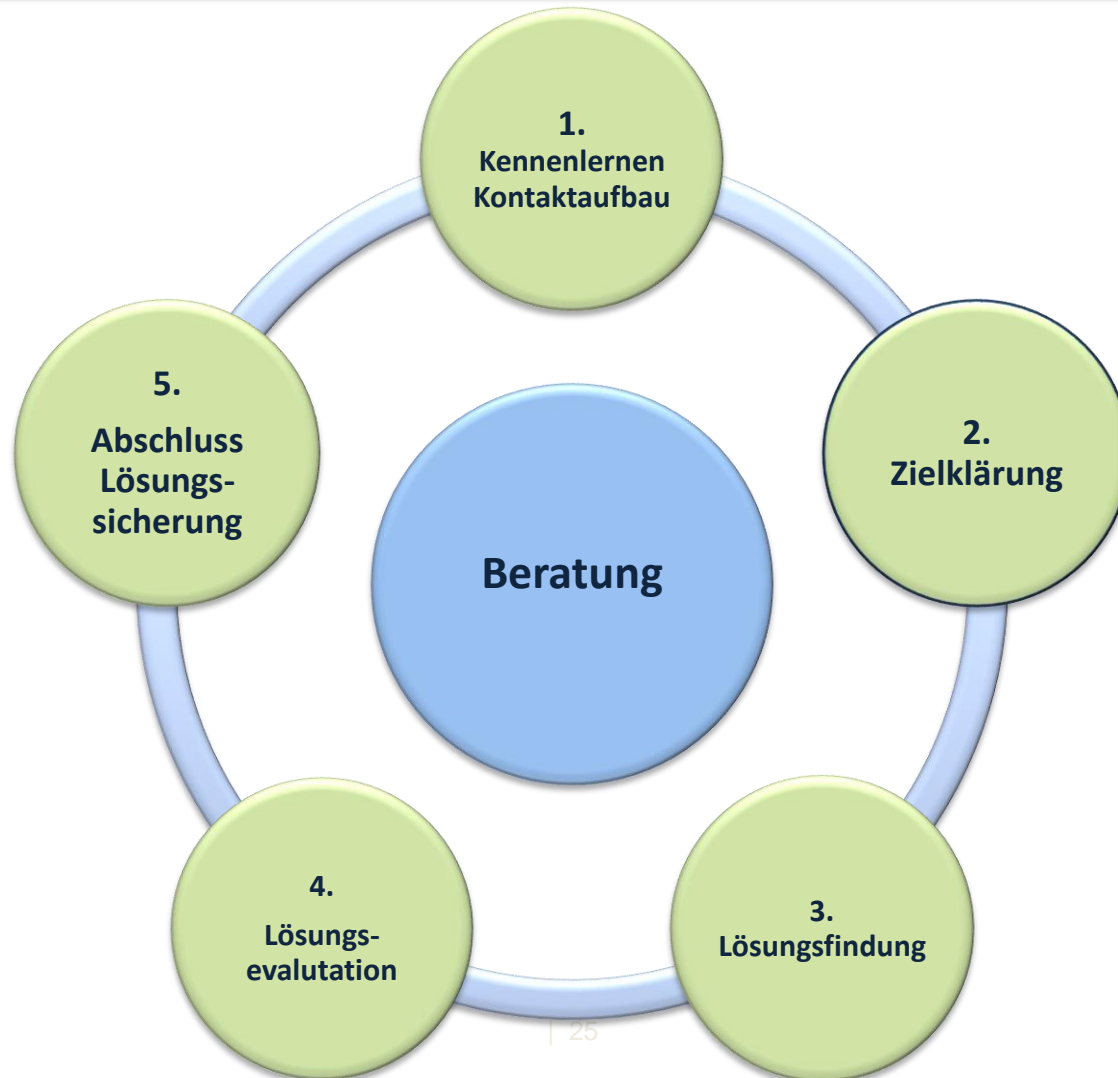 1.
Kennenlernen
Kontaktaufbau
2.
Zielklärung
3.
Lösungsfindung
4.
Lösungs-
evalutation
5.
Abschluss
Lösungs-
sicherung
Beratung
| 25